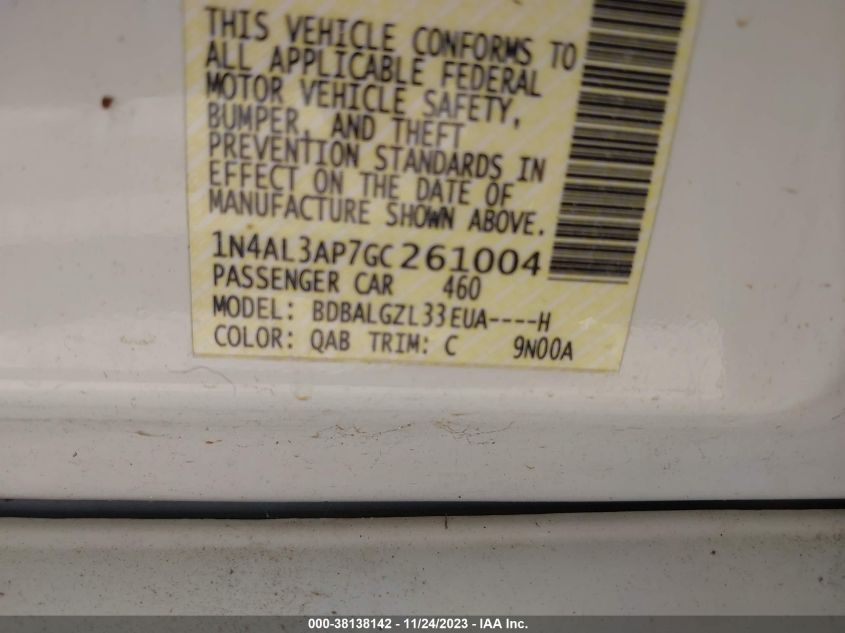 THIS VEHICLE CONFORMS TO
ALL APPLICABLE FEDERAL
MOTOR VEHICLE SAFETY,
BUMPER, AND THEFT
PREVENTION STANDARDS IN
EFFECT ON THE DATE OF
MANUFACTURE SHOWN ABOVE.
1N4AL3AP7GC261004
PASSENGER CAR 460
MODEL: BDBALGZL33EUA----H
COLOR: QAB TRIM: C 9N00A
000-38138142 - 11/24/2023 - IAA Inc.